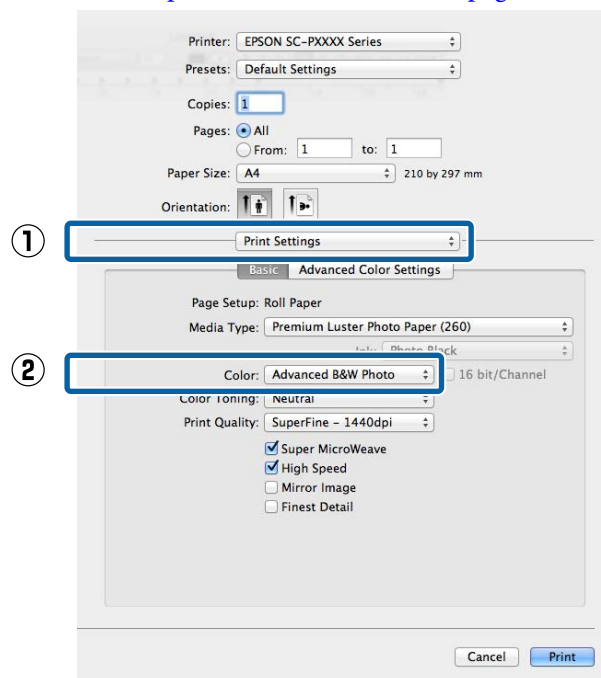 Printer: EPSON SC-PXXXX Series
Presets: Default Settings
Copies: 1
Pages: All
From: 1 to: 1
Paper Size: A4 210 by 297 mm
Orientation:
① Print Settings
Basic Advanced Color Settings
Page Setup: Roll Paper
Media Type: Premium Luster Photo Paper (260)
Ink: Photo Black
② Color: Advanced B&W Photo 16 bit/Channel
Color Toning: Neutral
Print Quality: SuperFine – 1440dpi
Super MicroWeave
High Speed
Mirror Image
Finest Detail
Cancel Print